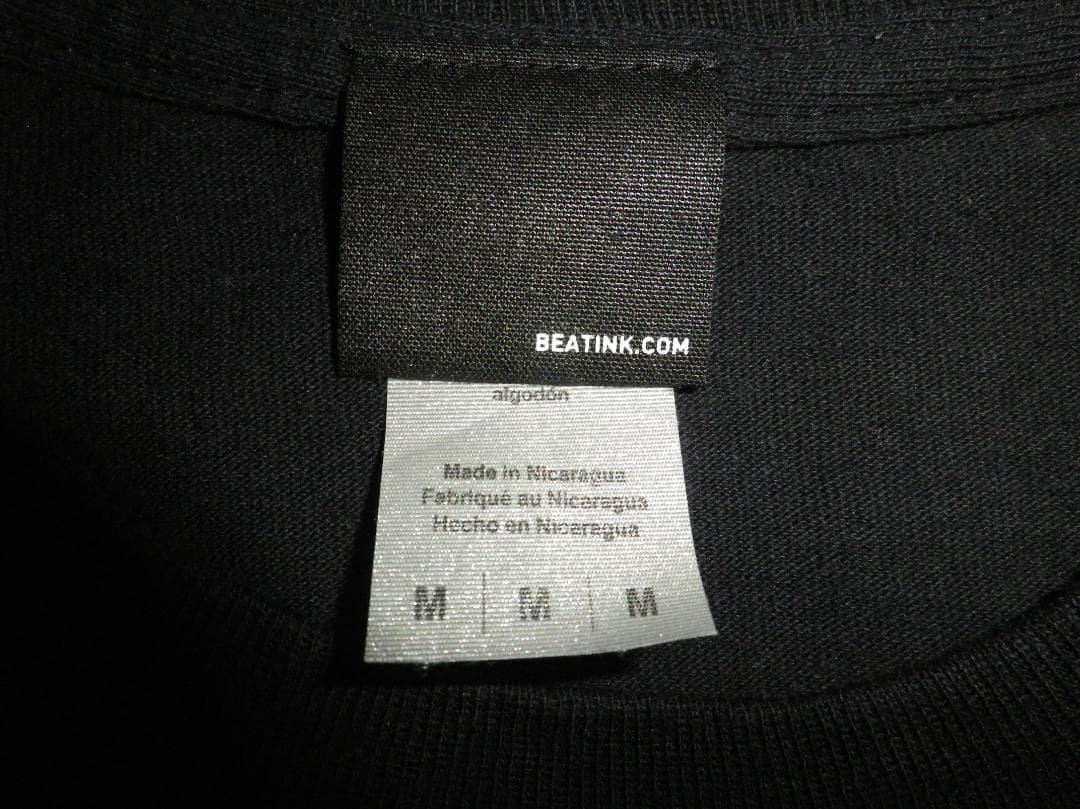 BEATINK.COM
algodón
Made in Nicaragua
Fabriqué au Nicaragua
Hecho en Nicaragua
M | M | M